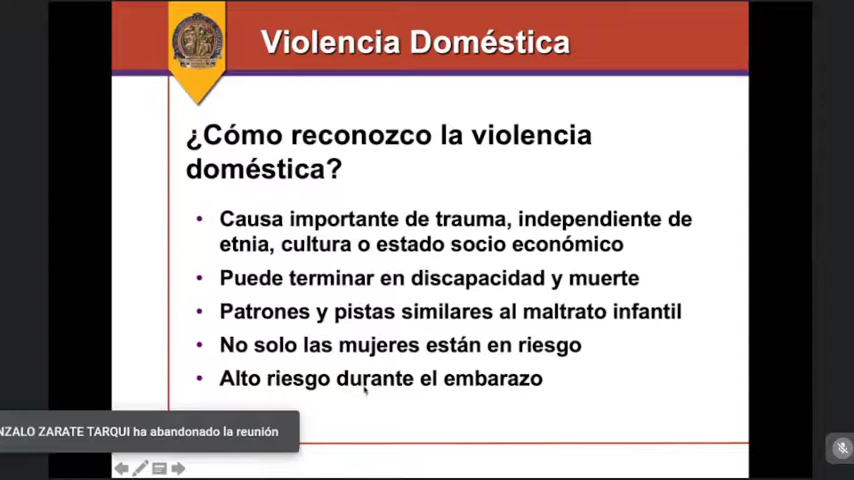 Violencia Doméstica
¿Cómo reconozco la violencia
doméstica?
• Causa importante de trauma, independiente de
etnia, cultura o estado socio económico
• Puede terminar en discapacidad y muerte
• Patrones y pistas similares al maltrato infantil
• No solo las mujeres están en riesgo
• Alto riesgo durante el embarazo
NZALO ZARATE TARQUI ha abandonado la reunión